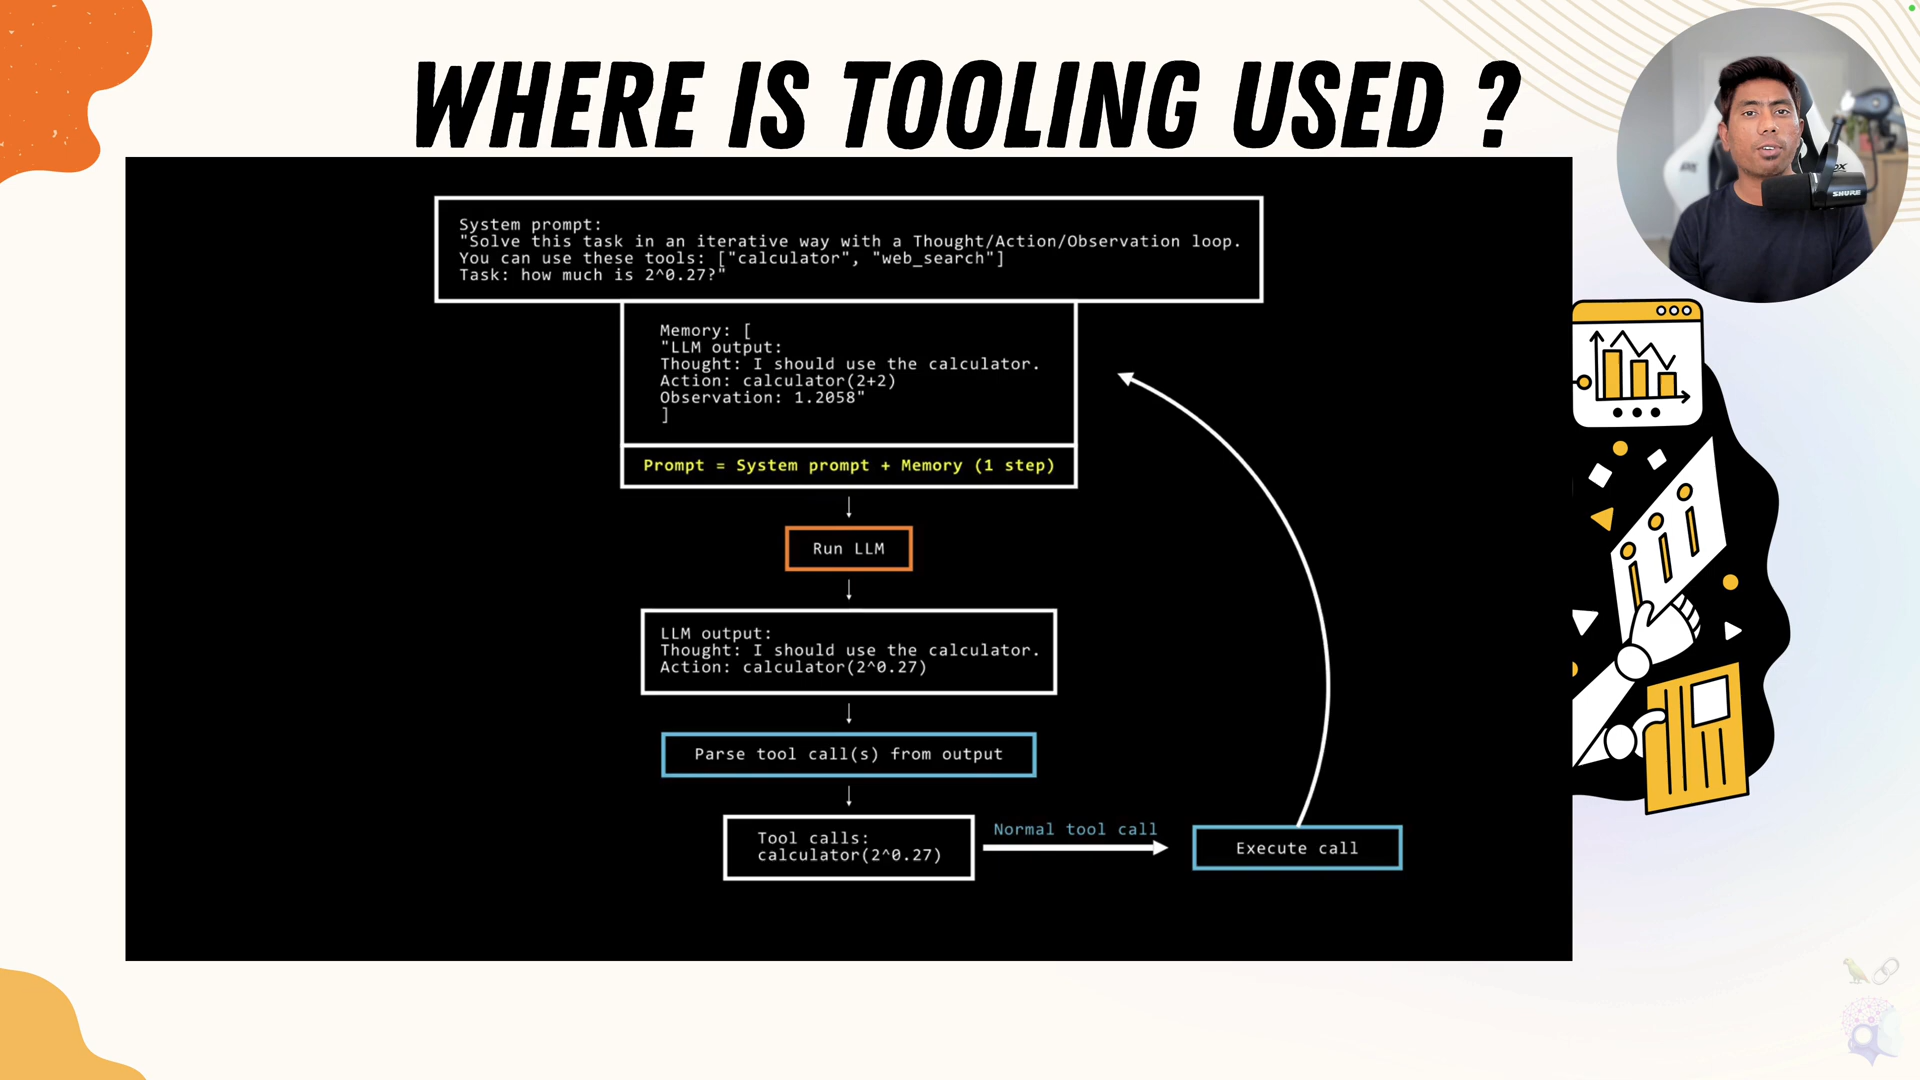 WHERE IS TOOLING USED ?
System prompt:
"Solve this task in an iterative way with a Thought/Action/Observation loop.
You can use these tools: ["calculator", "web_search"]
Task: how much is 2^0.27?"
Memory: [
"LLM output:
Thought: I should use the calculator.
Action: calculator(2+2)
Observation: 1.2058"
]
Prompt = System prompt + Memory (1 step)
Run LLM
LLM output:
Thought: I should use the calculator.
Action: calculator(2^0.27)
Parse tool call(s) from output
Tool calls:
calculator(2^0.27)
Normal tool call
Execute call
SHURE